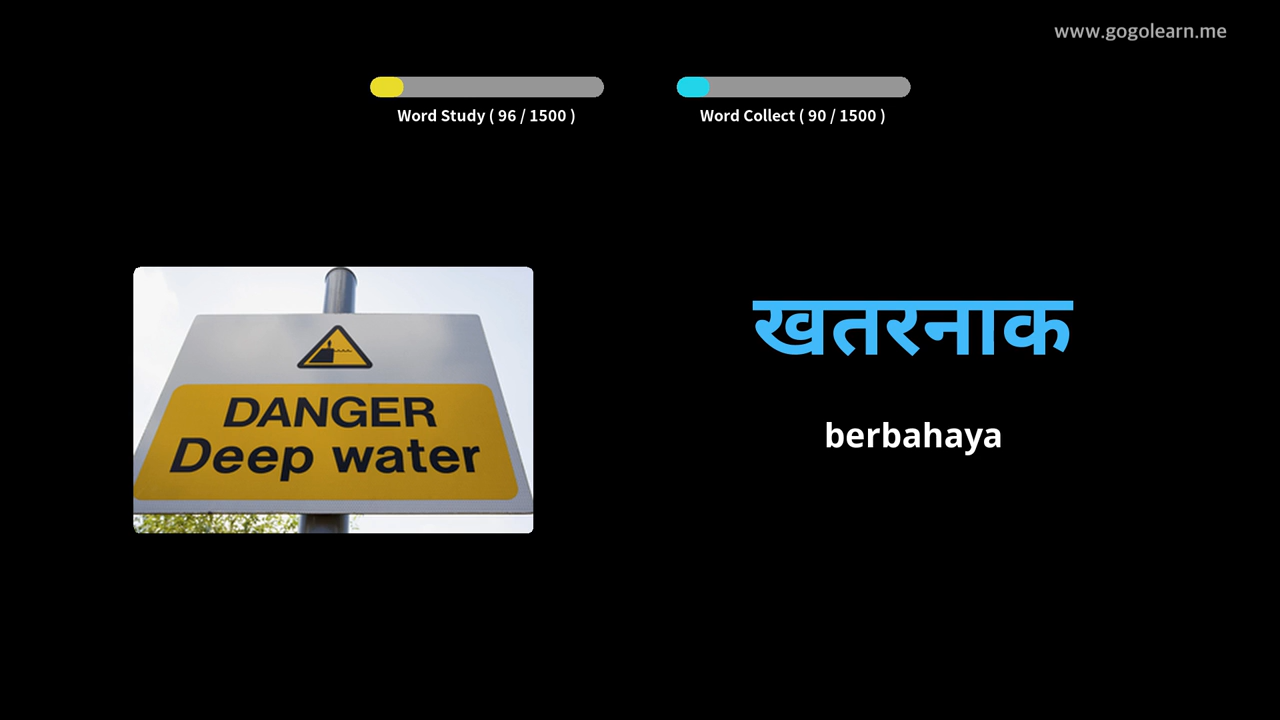 www.gogolearn.me
Word Study ( 96 / 1500 )
Word Collect ( 90 / 1500 )
DANGER
Deep water
खतरनाक
berbahaya